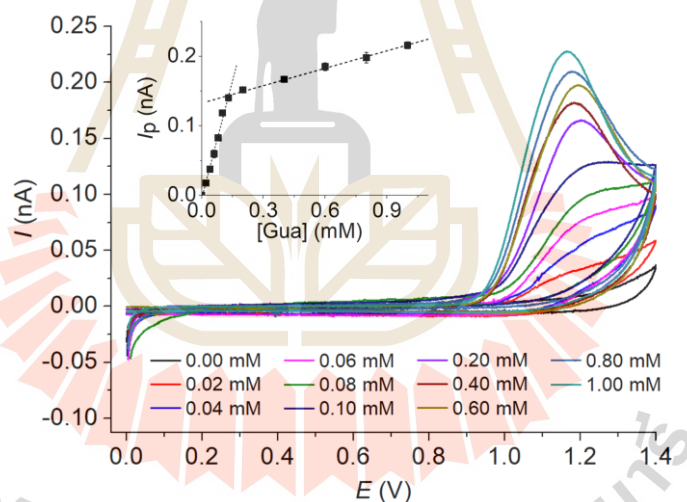 0.25
0.20
0.15
0.10
0.05
0.00
-0.05
-0.10
I (nA)
0.2
0.1
0.0
Ip (nA)
0.0 0.3 0.6 0.9
[Gua] (mM)
0.00 mM 0.06 mM 0.20 mM 0.80 mM
0.02 mM 0.08 mM 0.40 mM 1.00 mM
0.04 mM 0.10 mM 0.60 mM
0.0 0.2 0.4 0.6 0.8 1.0 1.2 1.4
E (V)